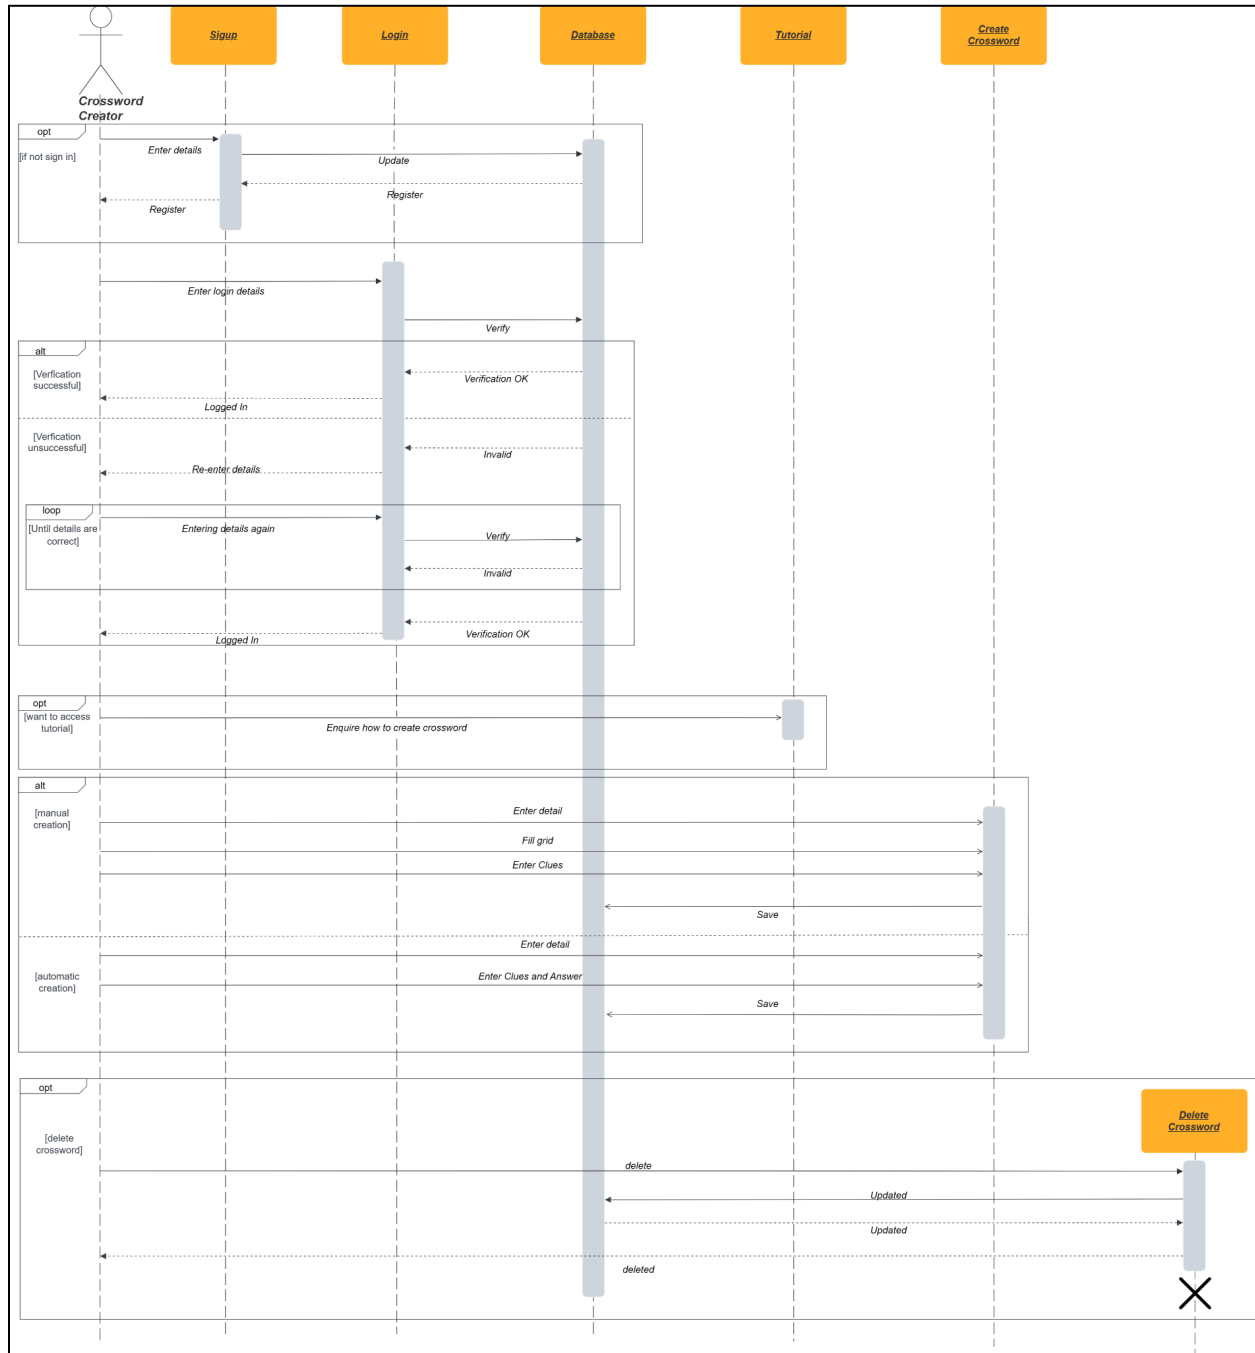 Sigup
Login
Database
Tutorial
Create
Crossword
Crossword
Creator
opt
[if not sign in]
Enter details
Update
Register
Register
Enter login details
Verify
alt
[Verfication
successful]
Verification OK
Logged In
[Verfication
unsuccessful]
Invalid
Re-enter details
loop
[Until details are
correct]
Entering details again
Verify
Invalid
Verification OK
Logged In
opt
[want to access
tutorial]
Enquire how to create crossword
alt
[manual
creation]
Enter detail
Fill grid
Enter Clues
Save
Enter detail
[automatic
creation]
Enter Clues and Answer
Save
opt
Delete
Crossword
[delete
crossword]
delete
Updated
Updated
deleted